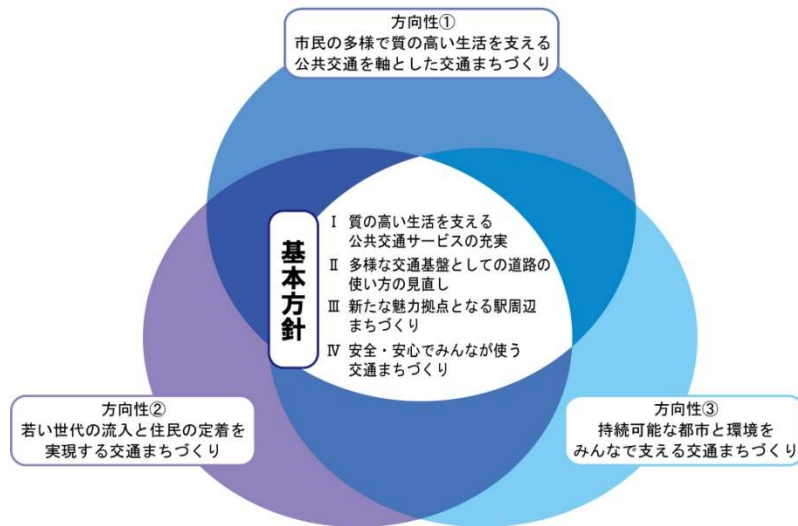 方向性①
市民の多様で質の高い生活を支える
公共交通を軸とした交通まちづくり
基本方針
Ⅰ 質の高い生活を支える
公共交通サービスの充実
Ⅱ 多様な交通基盤としての道路の
使い方の見直し
Ⅲ 新たな魅力拠点となる駅周辺
まちづくり
Ⅳ 安全・安心でみんなが使う
交通まちづくり
方向性②
若い世代の流入と住民の定着を
実現する交通まちづくり
方向性③
持続可能な都市と環境を
みんなで支える交通まちづくり